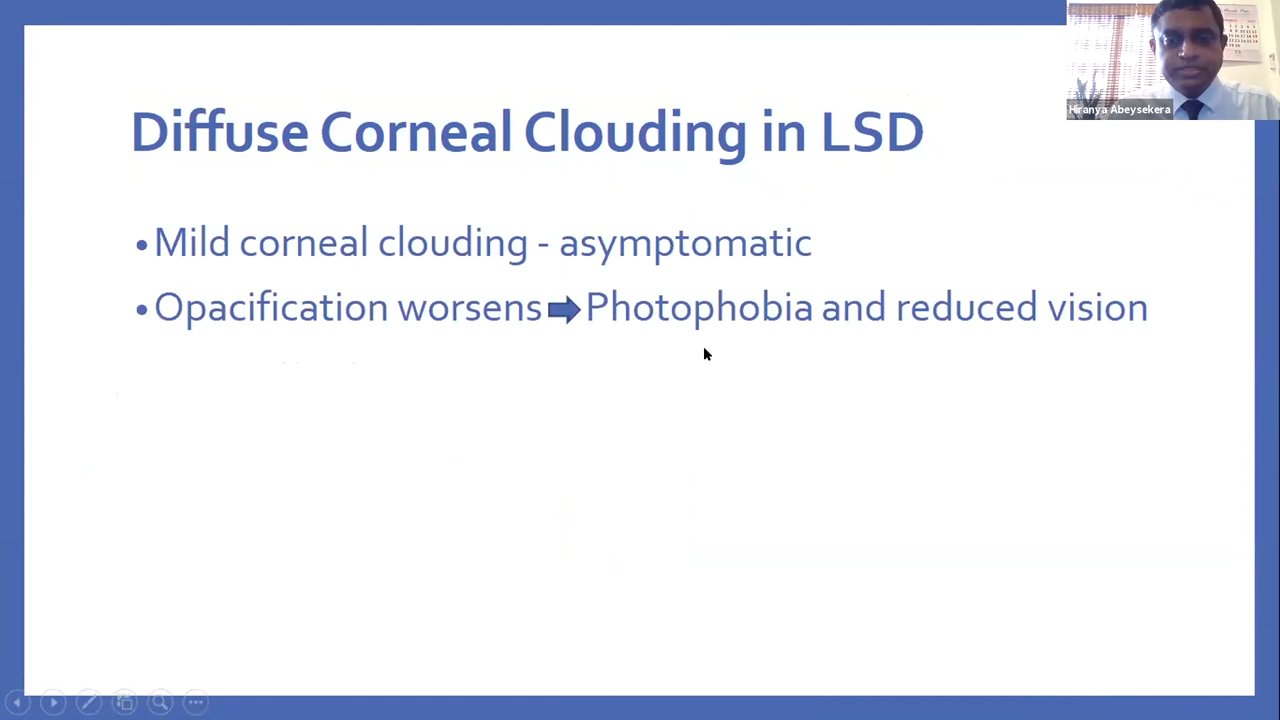 Diffuse Corneal Clouding in LSD
•Mild corneal clouding - asymptomatic
•Opacification worsens➡Photophobia and reduced vision
Hiranya Abeysekera